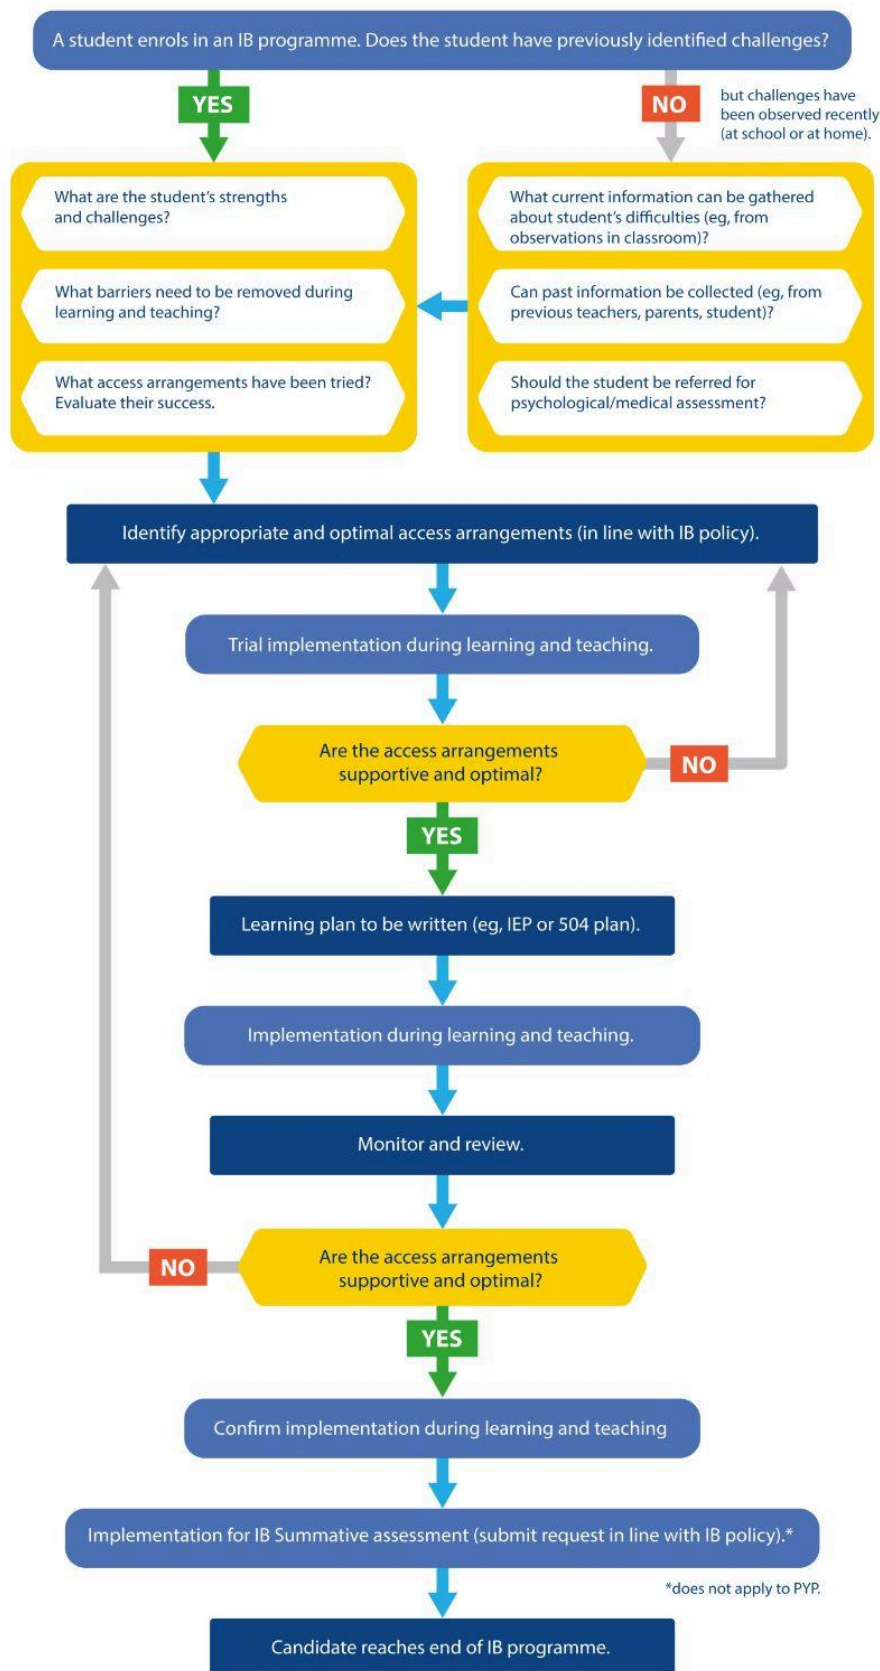 A student enrols in an IB programme. Does the student have previously identified challenges?
YES
NO
but challenges have
been observed recently
(at school or at home).
What are the student's strengths
and challenges?
What barriers need to be removed during
learning and teaching?
What access arrangements have been tried?
Evaluate their success.
What current information can be gathered
about student's difficulties (eg, from
observations in classroom)?
Can past information be collected (eg, from
previous teachers, parents, student)?
Should the student be referred for
psychological/medical assessment?
Identify appropriate and optimal access arrangements (in line with IB policy).
Trial implementation during learning and teaching.
Are the access arrangements
supportive and optimal?
NO
YES
Learning plan to be written (eg, IEP or 504 plan).
Implementation during learning and teaching.
Monitor and review.
Are the access arrangements
supportive and optimal?
NO
YES
Confirm implementation during learning and teaching
Implementation for IB Summative assessment (submit request in line with IB policy).*
*does not apply to PYP.
Candidate reaches end of IB programme.